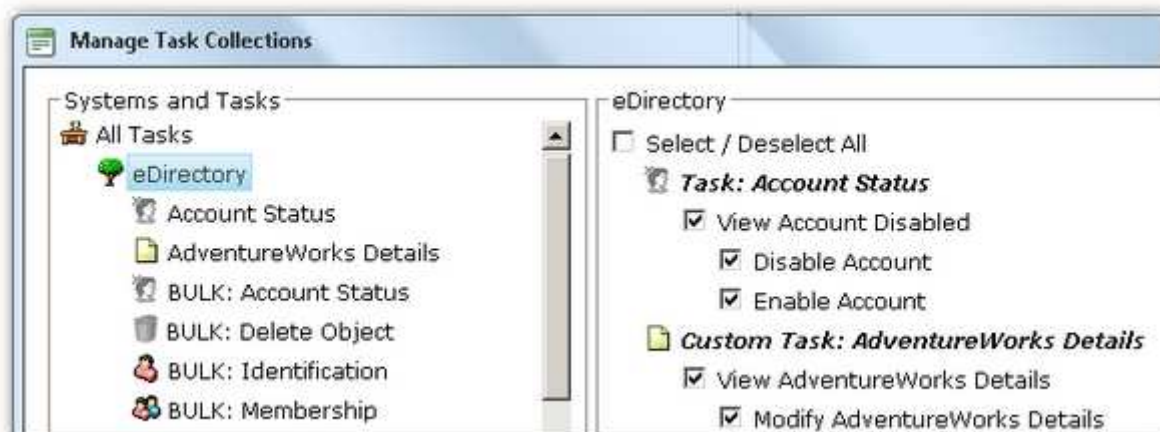 Manage Task Collections
Systems and Tasks
All Tasks
eDirectory
Account Status
AdventureWorks Details
BULK: Account Status
BULK: Delete Object
BULK: Identification
BULK: Membership
eDirectory
Select / Deselect All
Task: Account Status
View Account Disabled
Disable Account
Enable Account
Custom Task: AdventureWorks Details
View AdventureWorks Details
Modify AdventureWorks Details